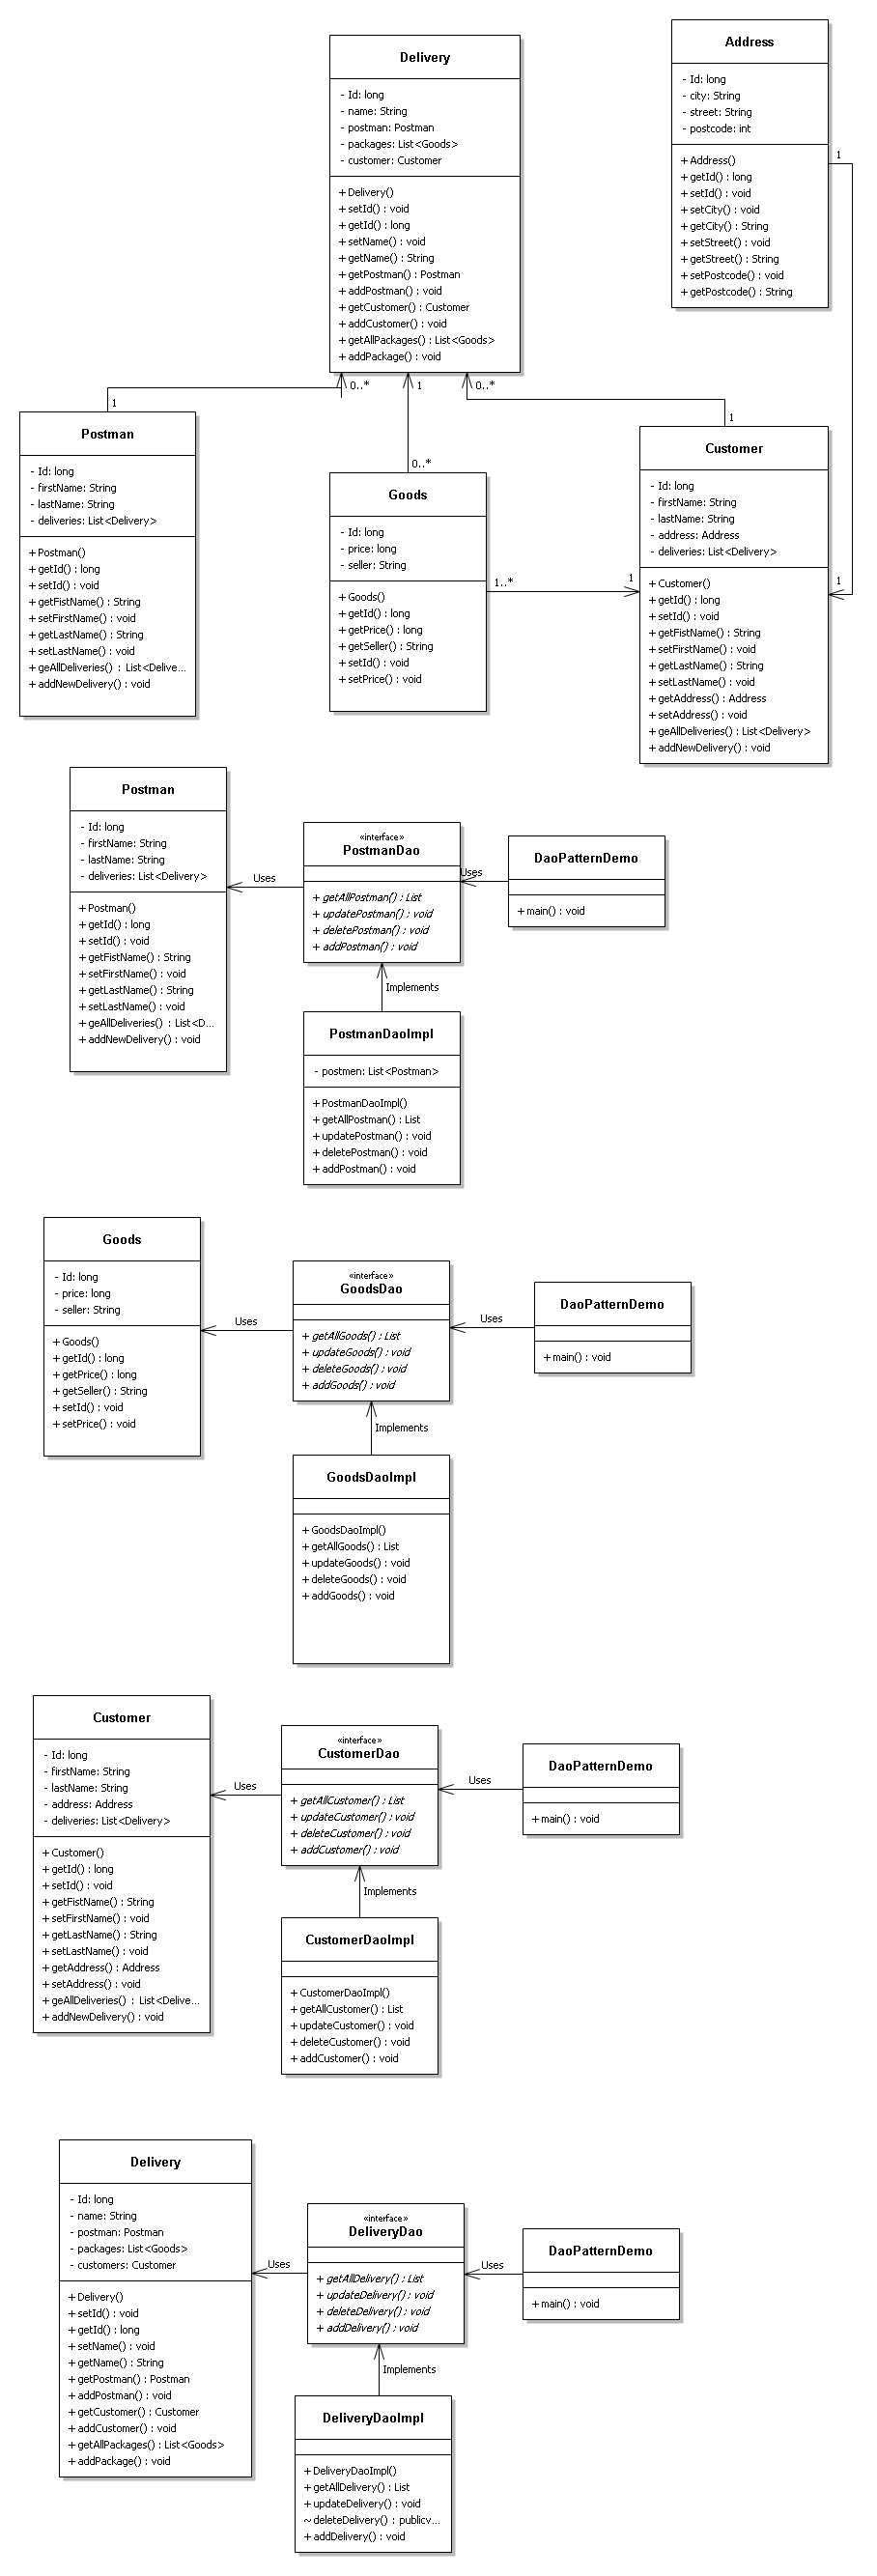 Delivery
- Id: long
- name: String
- postman: Postman
- packages: List<Goods>
- customer: Customer
+ Delivery()
+ setId() : void
+ getId() : long
+ setName() : void
+ getName() : String
+ getPostman() : Postman
+ addPostman() : void
+ getCustomer() : Customer
+ addCustomer() : void
+ getAllPackages() : List<Goods>
+ addPackage() : void
Address
- Id: long
- city: String
- street: String
- postcode: int
+ Address()
+ getId() : long
+ setId() : void
+ setCity() : void
+ getCity() : String
+ setStreet() : void
+ getStreet() : String
+ setPostcode() : void
+ getPostcode() : String
1
0..*
1
0..*
1
1
0..*
1..*
1
1
Postman
- Id: long
- firstName: String
- lastName: String
- deliveries: List<Delivery>
+ Postman()
+ getId() : long
+ setId() : void
+ getFistName() : String
+ setFirstName() : void
+ getLastName() : String
+ setLastName() : void
+ geAllDeliveries() : List<Delive...
+ addNewDelivery() : void
Goods
- Id: long
- price: long
- seller: String
+ Goods()
+ getId() : long
+ getPrice() : long
+ getSeller() : String
+ setId() : void
+ setPrice() : void
Customer
- Id: long
- firstName: String
- lastName: String
- address: Address
- deliveries: List<Delivery>
+ Customer()
+ getId() : long
+ setId() : void
+ getFistName() : String
+ setFirstName() : void
+ getLastName() : String
+ setLastName() : void
+ getAddress() : Address
+ setAddress() : void
+ geAllDeliveries() : List<Delivery>
+ addNewDelivery() : void
Postman
- Id: long
- firstName: String
- lastName: String
- deliveries: List<Delivery>
+ Postman()
+ getId() : long
+ setId() : void
+ getFistName() : String
+ setFirstName() : void
+ getLastName() : String
+ setLastName() : void
+ geAllDeliveries() : List<D...
+ addNewDelivery() : void
Uses
«interface»
PostmanDao
+ getAllPostman() : List
+ updatePostman() : void
+ deletePostman() : void
+ addPostman() : void
Uses
DaoPatternDemo
+ main() : void
Implements
PostmanDaoImpl
- postmen: List<Postman>
+ PostmanDaoImpl()
+ getAllPostman() : List
+ updatePostman() : void
+ deletePostman() : void
+ addPostman() : void
Goods
- Id: long
- price: long
- seller: String
+ Goods()
+ getId() : long
+ getPrice() : long
+ getSeller() : String
+ setId() : void
+ setPrice() : void
Uses
«interface»
GoodsDao
+ getAllGoods() : List
+ updateGoods() : void
+ deleteGoods() : void
+ addGoods() : void
Uses
DaoPatternDemo
+ main() : void
Implements
GoodsDaoImpl
+ GoodsDaoImpl()
+ getAllGoods() : List
+ updateGoods() : void
+ deleteGoods() : void
+ addGoods() : void
Customer
- Id: long
- firstName: String
- lastName: String
- address: Address
- deliveries: List<Delivery>
+ Customer()
+ getId() : long
+ setId() : void
+ getFistName() : String
+ setFirstName() : void
+ getLastName() : String
+ setLastName() : void
+ getAddress() : Address
+ setAddress() : void
+ geAllDeliveries() : List<Delive...
+ addNewDelivery() : void
Uses
«interface»
CustomerDao
+ getAllCustomer() : List
+ updateCustomer() : void
+ deleteCustomer() : void
+ addCustomer() : void
Uses
DaoPatternDemo
+ main() : void
Implements
CustomerDaoImpl
+ CustomerDaoImpl()
+ getAllCustomer() : List
+ updateCustomer() : void
+ deleteCustomer() : void
+ addCustomer() : void
Delivery
- Id: long
- name: String
- postman: Postman
- packages: List<Goods>
- customers: Customer
+ Delivery()
+ setId() : void
+ getId() : long
+ setName() : void
+ getName() : String
+ getPostman() : Postman
+ addPostman() : void
+ getCustomer() : Customer
+ addCustomer() : void
+ getAllPackages() : List<Goods>
+ addPackage() : void
Uses
«interface»
DeliveryDao
+ getAllDelivery() : List
+ updateDelivery() : void
+ deleteDelivery() : void
+ addDelivery() : void
Uses
DaoPatternDemo
+ main() : void
Implements
DeliveryDaoImpl
+ DeliveryDaoImpl()
+ getAllDelivery() : List
+ updateDelivery() : void
~ deleteDelivery() : publicv...
+ addDelivery() : void